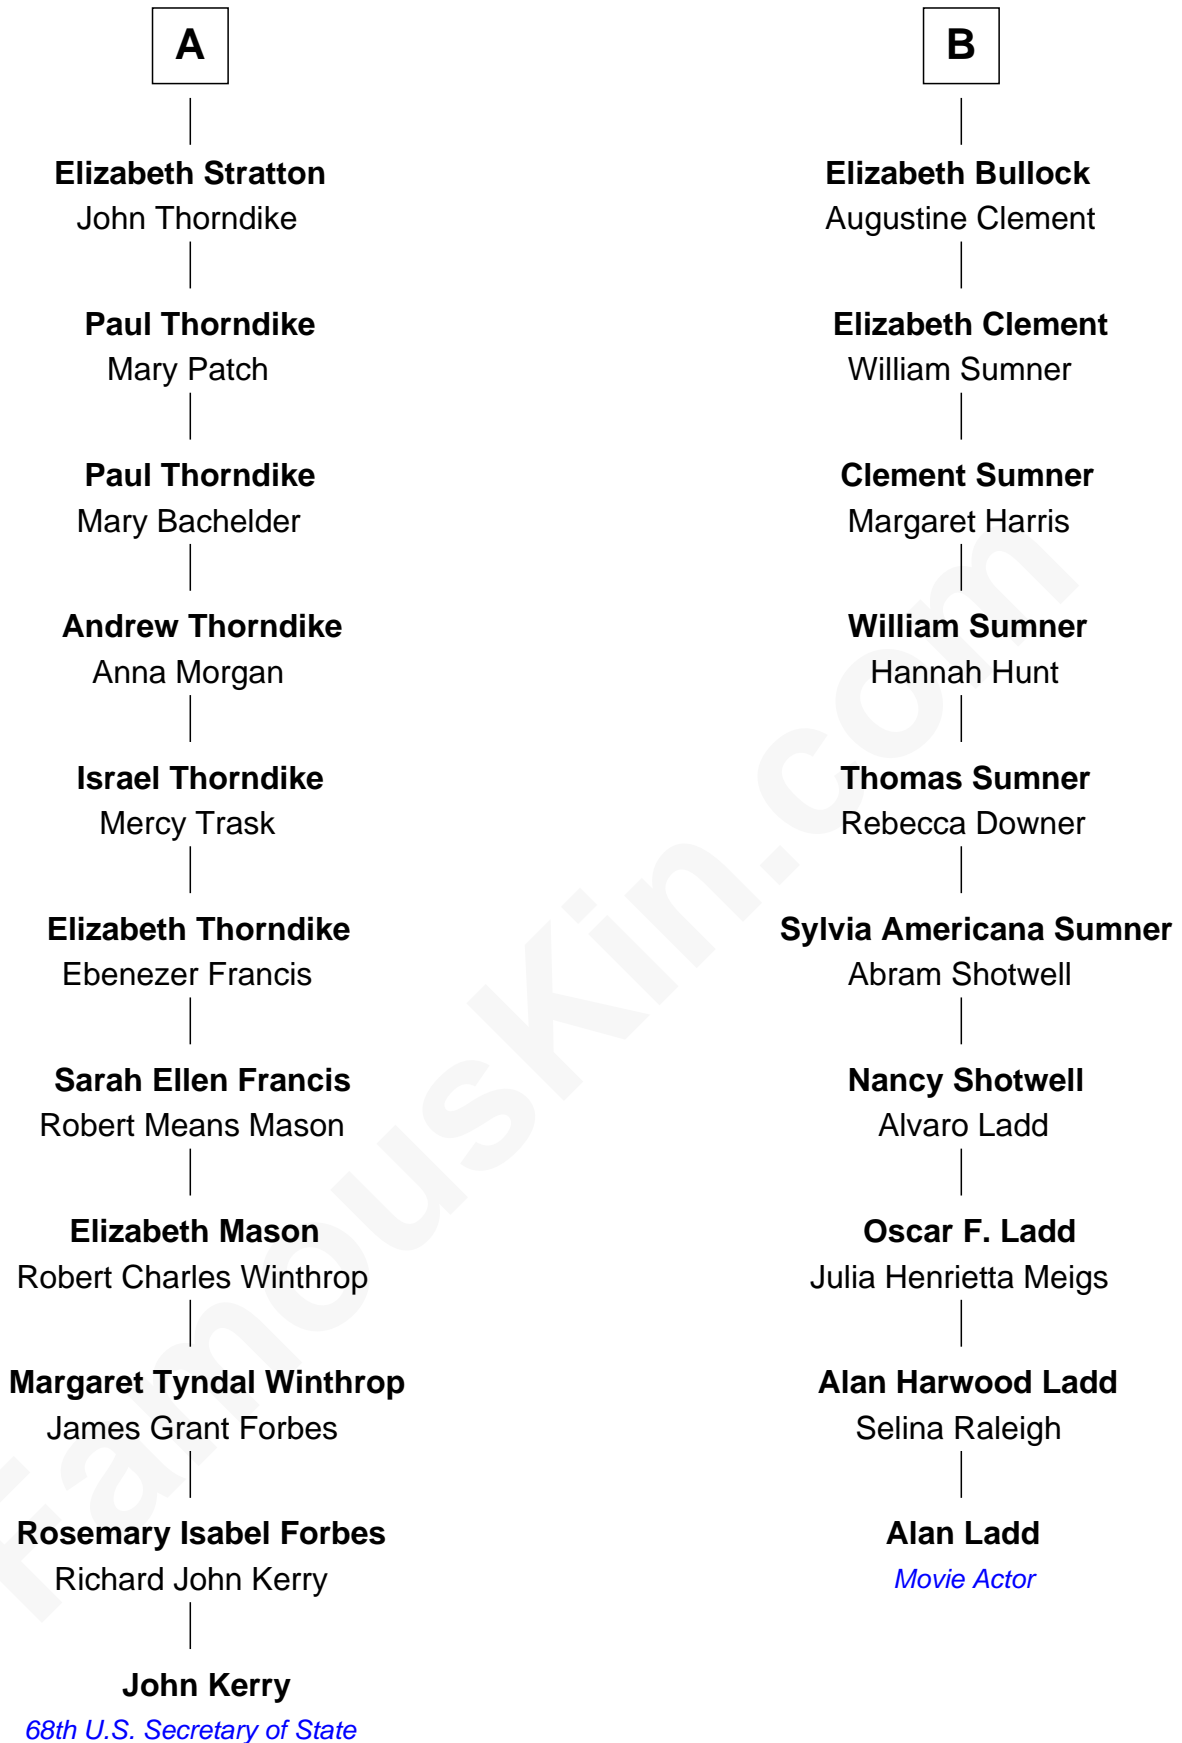 A
Elizabeth Stratton
John Thorndike
Paul Thorndike
Mary Patch
Paul Thorndike
Mary Bachelder
Andrew Thorndike
Anna Morgan
Israel Thorndike
Mercy Trask
Elizabeth Thorndike
Ebenezer Francis
Sarah Ellen Francis
Robert Means Mason
Elizabeth Mason
Robert Charles Winthrop
Margaret Tyndal Winthrop
James Grant Forbes
Rosemary Isabel Forbes
Richard John Kerry
John Kerry
68th U.S. Secretary of State
B
Elizabeth Bullock
Augustine Clement
Elizabeth Clement
William Sumner
Clement Sumner
Margaret Harris
William Sumner
Hannah Hunt
Thomas Sumner
Rebecca Downer
Sylvia Americana Sumner
Abram Shotwell
Nancy Shotwell
Alvaro Ladd
Oscar F. Ladd
Julia Henrietta Meigs
Alan Harwood Ladd
Selina Raleigh
Alan Ladd
Movie Actor
FamousKin.com